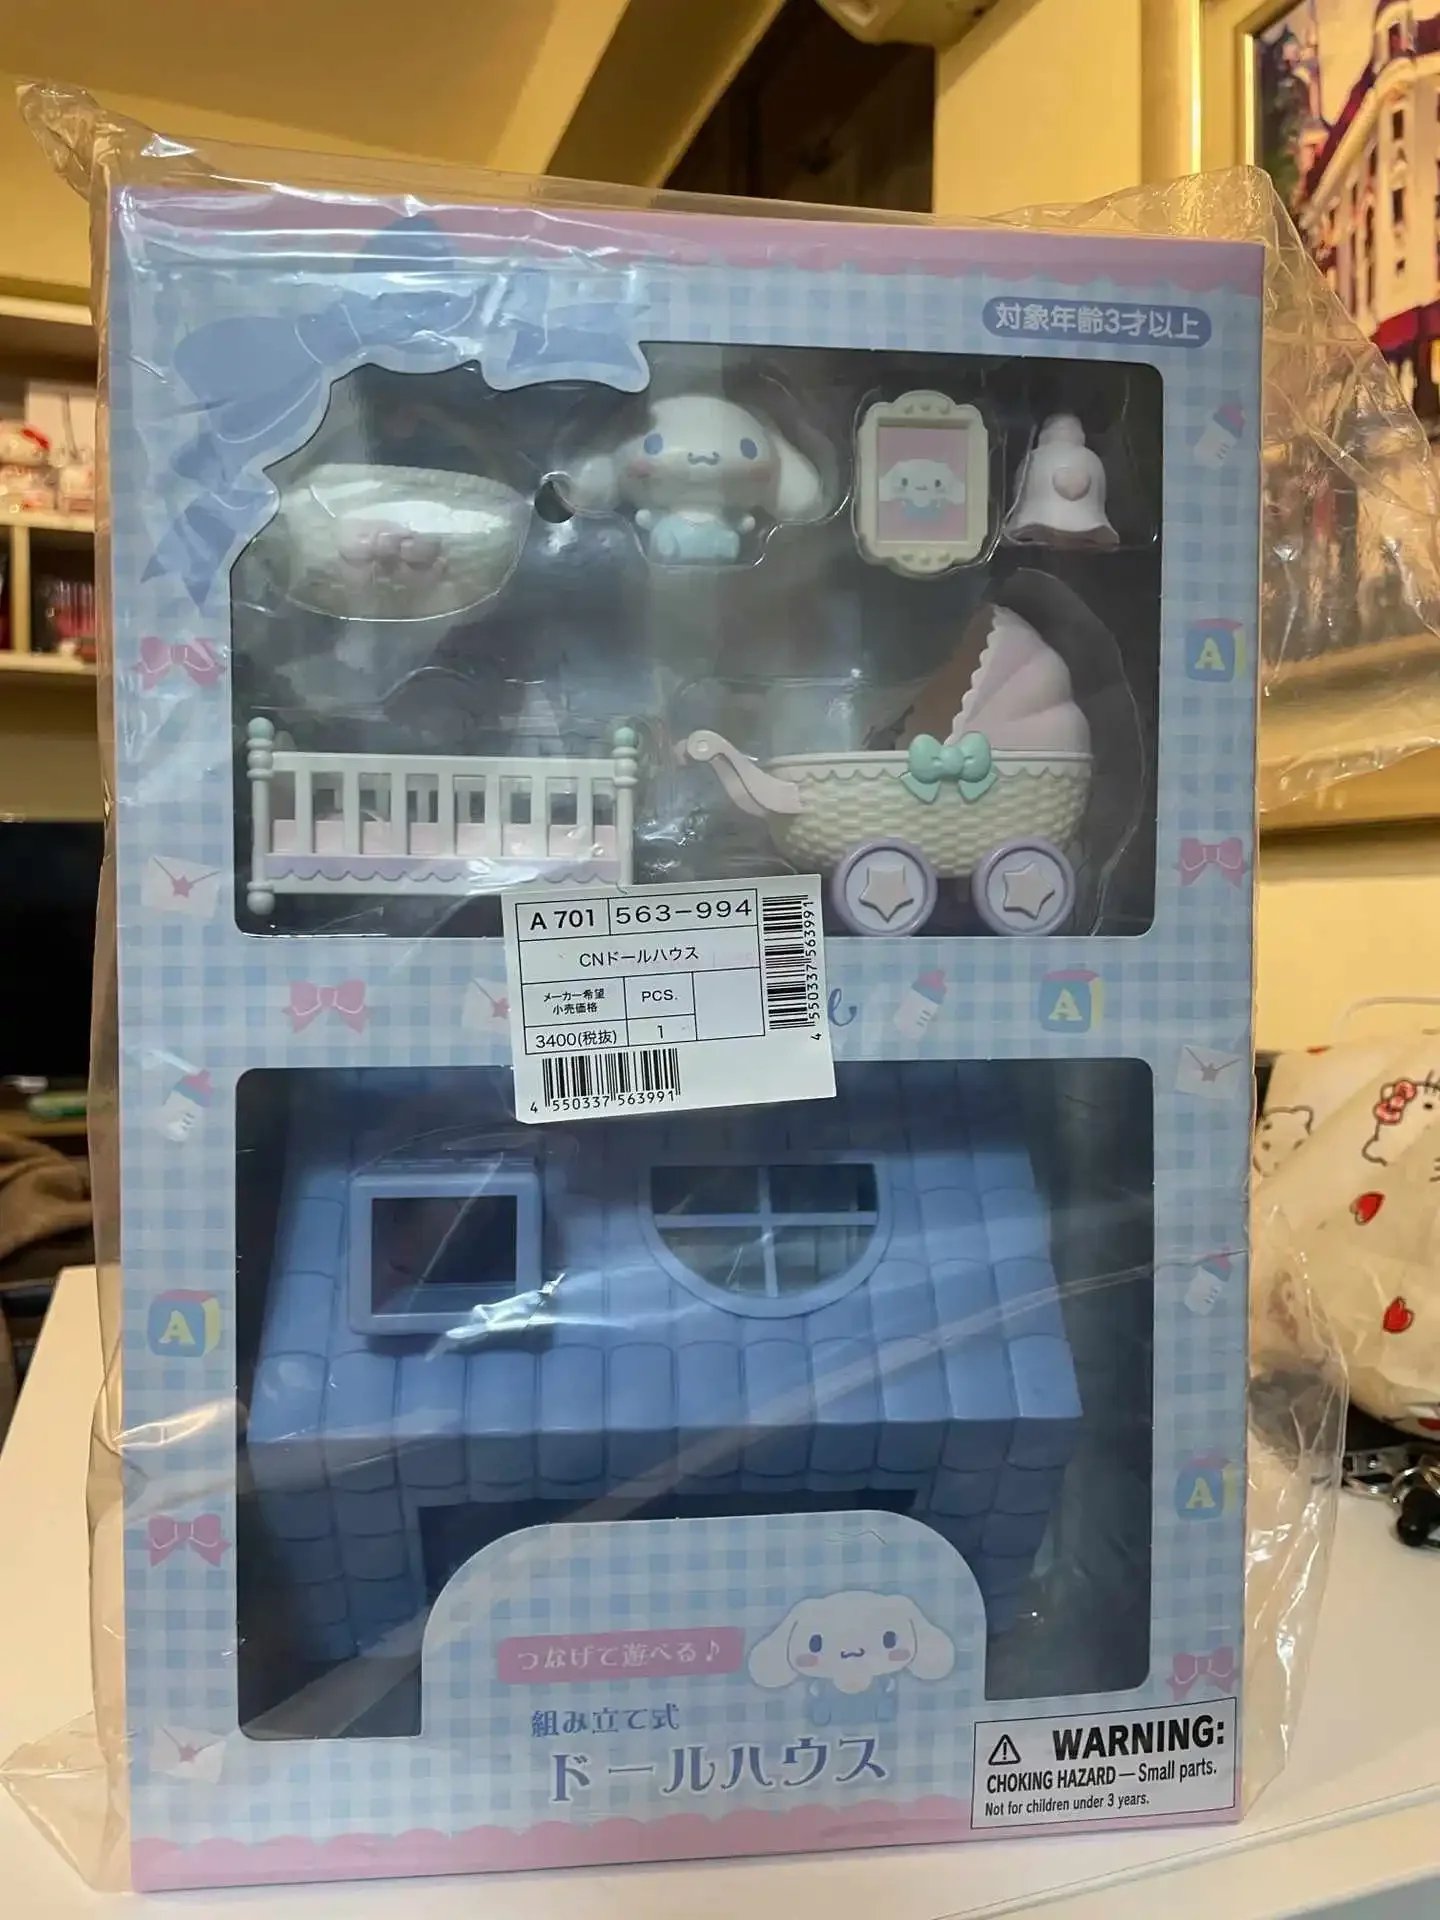 対象年齢3才以上
A
A 701
563-994
CNドールハウス
メーカー希望
小売価格
PCS.
3400(税抜)
1
4 550337 563991
4 550337 563991
A
A
A
つなげて遊べる♪
組み立て式
ドールハウス
WARNING:
CHOKING HAZARD — Small parts.
Not for children under 3 years.